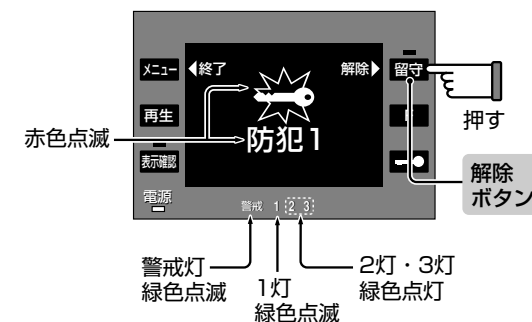 メニュー
◀終了
解除▶
留守
再生
押す
赤色点滅
防犯1
表示確認
解除
ボタン
電源
警戒 1 2 3
警戒灯
緑色点滅
1灯
緑色点滅
2灯・3灯
緑色点灯